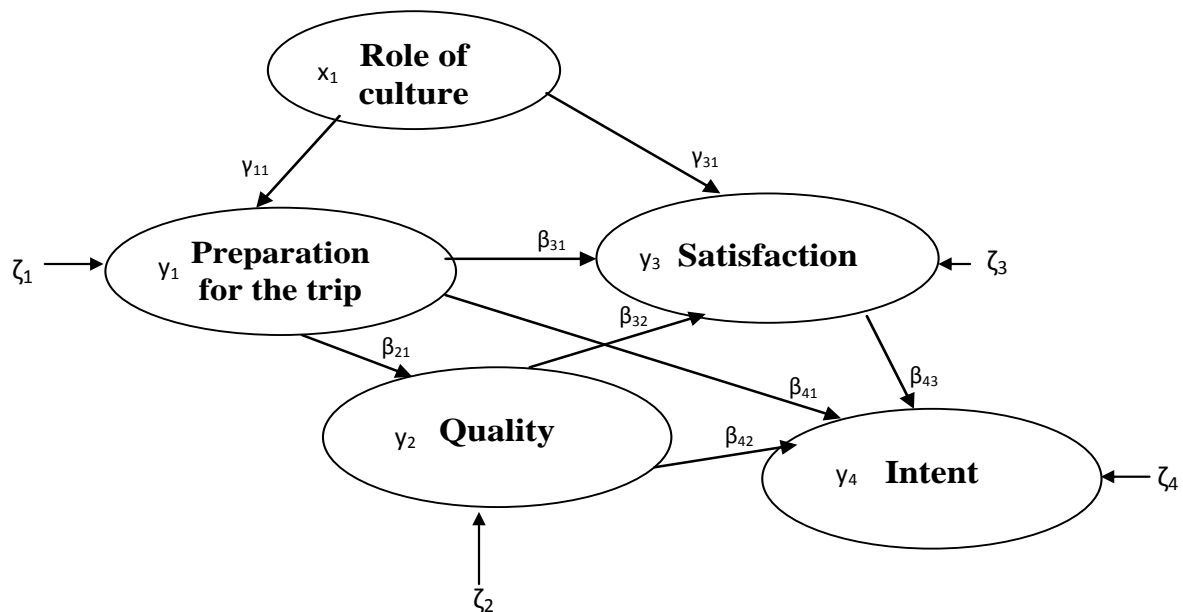 x₁ Role of
culture
γ₁₁
γ₃₁
ζ₁
y₁ Preparation
for the trip
β₃₁
y₃ Satisfaction
ζ₃
β₃₂
β₂₁
β₄₁
β₄₃
y₂ Quality
β₄₂
y₄ Intent
ζ₄
ζ₂